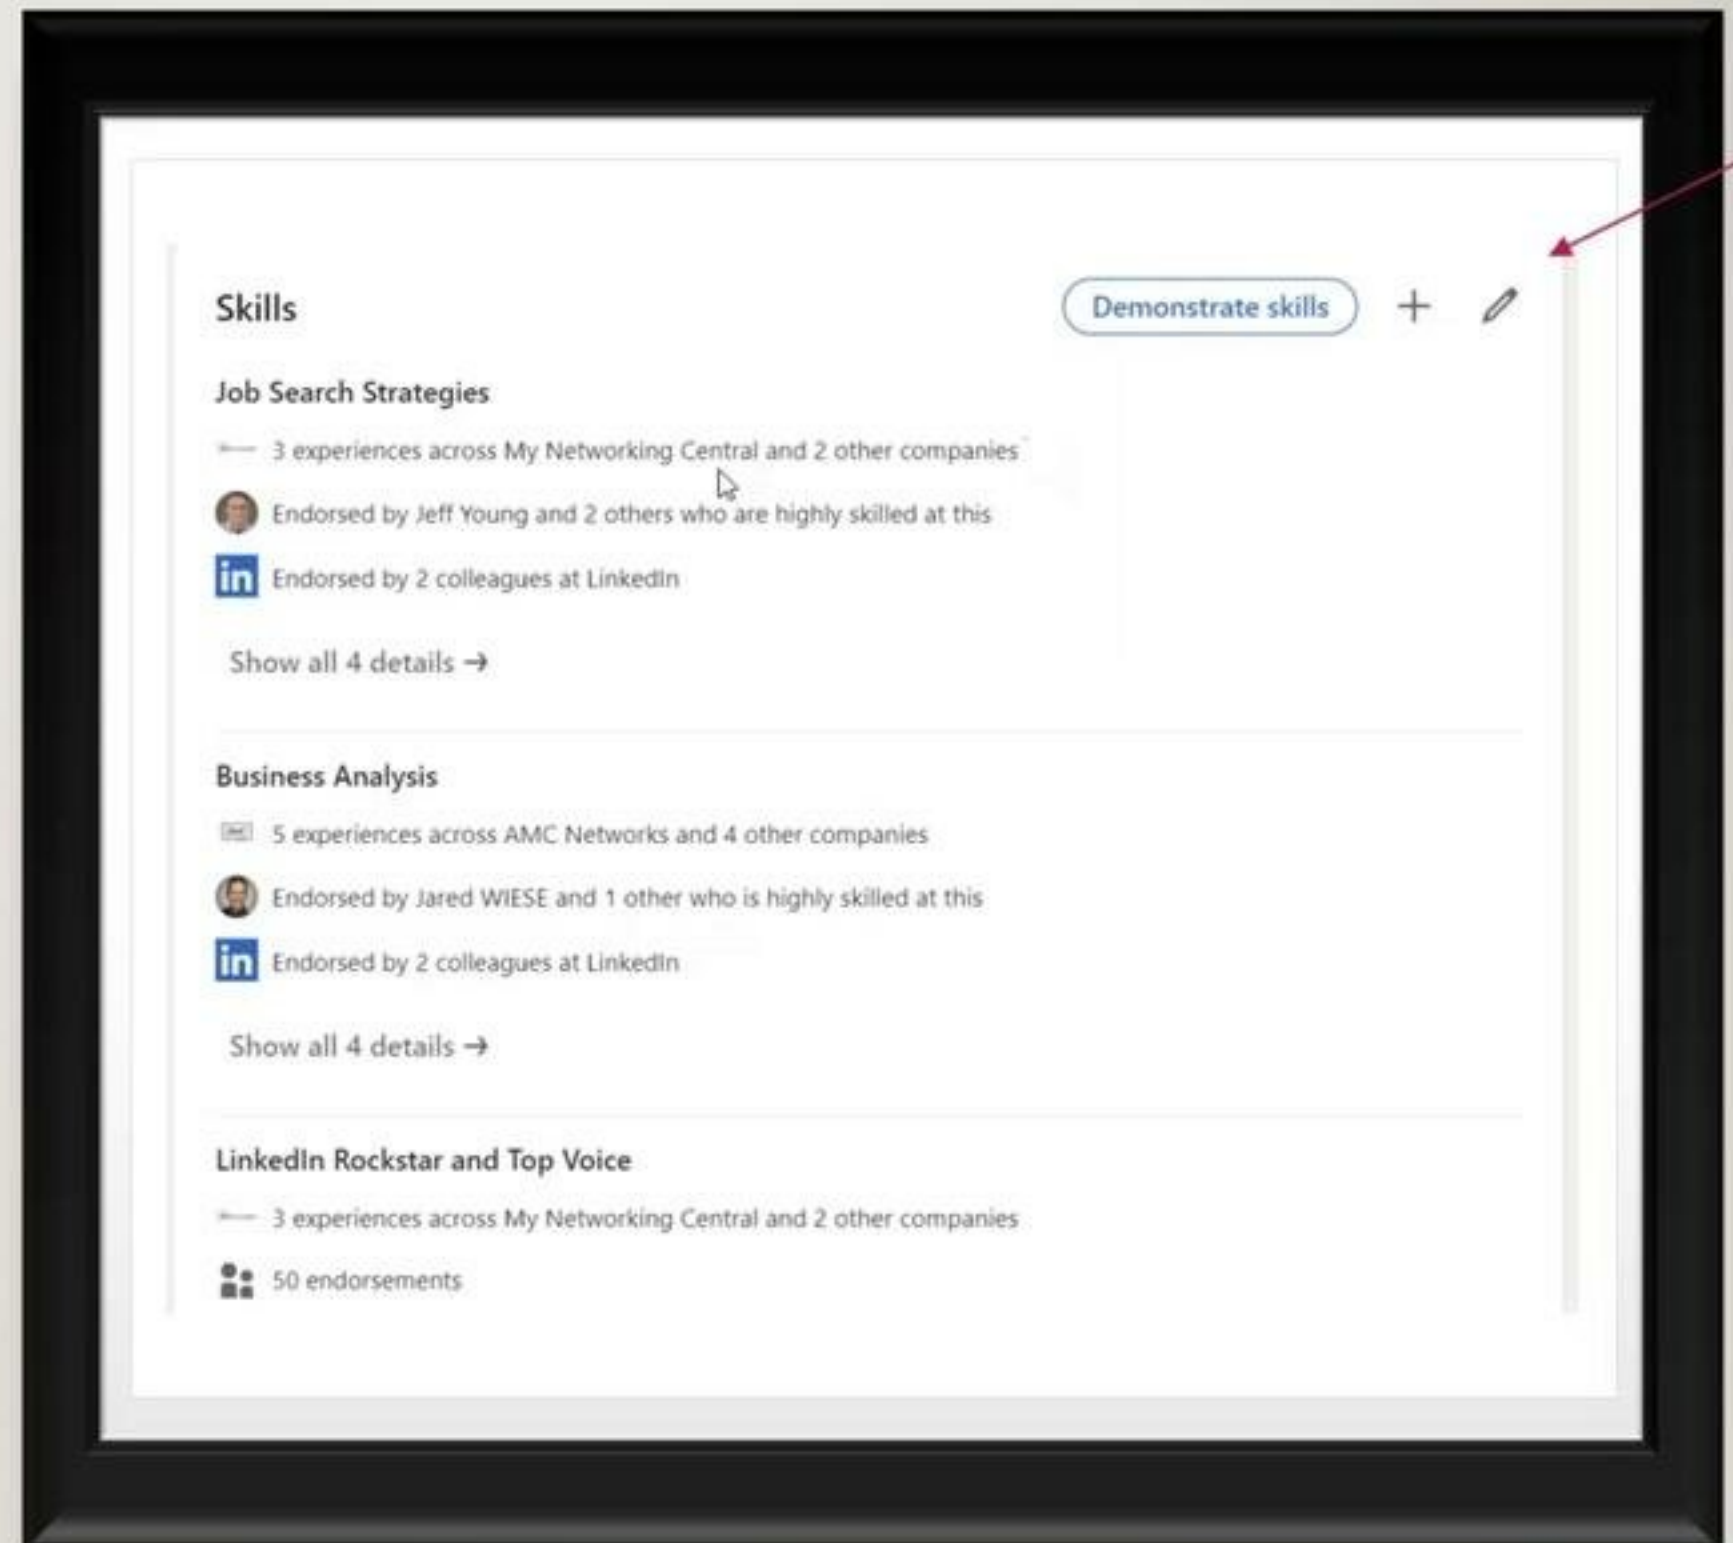 Skills
Demonstrate skills
Job Search Strategies
3 experiences across My Networking Central and 2 other companies
Endorsed by Jeff Young and 2 others who are highly skilled at this
in Endorsed by 2 colleagues at LinkedIn
Show all 4 details →
Business Analysis
5 experiences across AMC Networks and 4 other companies
Endorsed by Jared WIESE and 1 other who is highly skilled at this
in Endorsed by 2 colleagues at LinkedIn
Show all 4 details →
LinkedIn Rockstar and Top Voice
3 experiences across My Networking Central and 2 other companies
50 endorsements